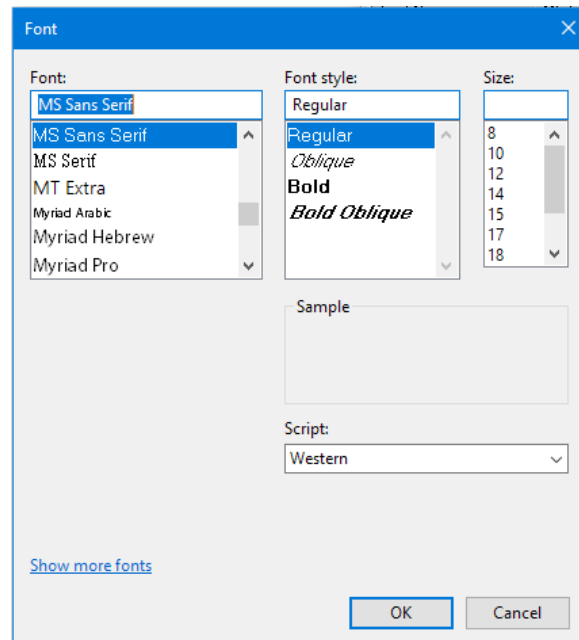 Font
Font:
MS Sans Serif
MS Sans Serif
MS Serif
MT Extra
Myriad Arabic
Myriad Hebrew
Myriad Pro
Font style:
Regular
Regular
Oblique
Bold
Bold Oblique
Size:
8
10
12
14
15
17
18
Sample
Script:
Western
Show more fonts
OK
Cancel